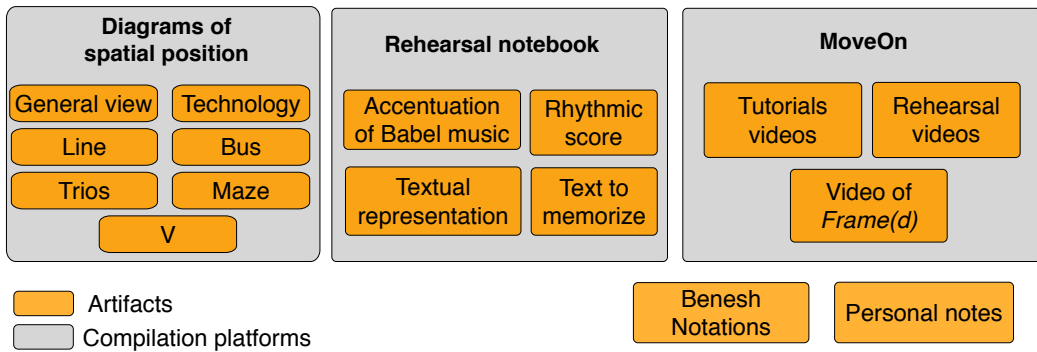 Diagrams of
spatial position
General view
Technology
Line
Bus
Trios
Maze
V
Rehearsal notebook
Accentuation
of Babel music
Rhythmic
score
Textual
representation
Text to
memorize
MoveOn
Tutorials
videos
Rehearsal
videos
Video of
Frame(d)
Artifacts
Compilation platforms
Benesh
Notations
Personal notes